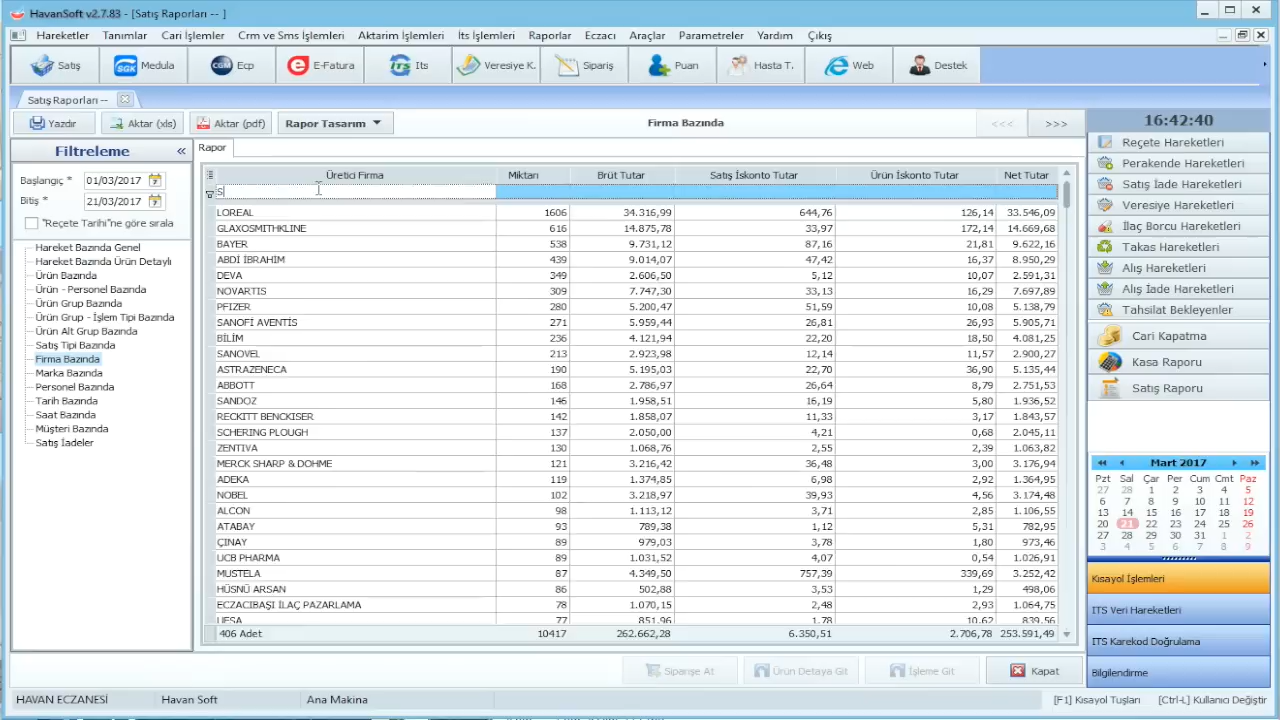 HavanSoft v2.7.83 - [Satış Raporları -- ]
Hareketler Tanımlar Cari İşlemler Crm ve Sms İşlemleri Aktarim İşlemleri İts İşlemleri Raporlar Eczacı Araçlar Parametreler Yardım Çıkış
Satış SGK Medula CGM Ecp e E-Fatura Its Veresiye K. Sipariş Puan Hasta T. Web Destek
Satış Raporları --
Yazdır Aktar (xls) Aktar (pdf) Rapor Tasarım Firma Bazında <<< >>>
Filtreleme «
Başlangıç * 01/03/2017
Bitiş * 21/03/2017
"Reçete Tarihi"ne göre sırala
Hareket Bazında Genel
Hareket Bazında Ürün Detaylı
Ürün Bazında
Ürün - Personel Bazında
Ürün Grup Bazında
Ürün Grup - İşlem Tipi Bazında
Ürün Alt Grup Bazında
Satış Tipi Bazında
Firma Bazında
Marka Bazında
Personel Bazında
Tarih Bazında
Saat Bazında
Müşteri Bazında
Satış İadeler
Rapor
Üretici Firma Miktarı Brüt Tutar Satış İskonto Tutar Ürün İskonto Tutar Net Tutar
S
LOREAL 1606 34.316,99 644,76 126,14 33.546,09
GLAXOSMITHKLINE 616 14.875,78 33,97 172,14 14.669,68
BAYER 538 9.731,12 87,16 21,81 9.622,16
ABDİ İBRAHİM 439 9.014,07 47,42 16,37 8.950,29
DEVA 349 2.606,50 5,12 10,07 2.591,31
NOVARTIS 309 7.747,30 33,13 16,29 7.697,89
PFIZER 280 5.200,47 51,59 10,08 5.138,79
SANOFİ AVENTİS 271 5.959,44 26,81 26,93 5.905,71
BİLİM 236 4.121,94 22,20 18,50 4.081,25
SANOVEL 213 2.923,98 12,14 11,57 2.900,27
ASTRAZENECA 190 5.195,03 22,70 36,90 5.135,44
ABBOTT 168 2.786,97 26,64 8,79 2.751,53
SANDOZ 146 1.958,51 16,19 5,80 1.936,52
RECKITT BENCKISER 142 1.858,07 11,33 3,17 1.843,57
SCHERING PLOUGH 137 2.050,00 4,21 0,68 2.045,11
ZENTIVA 130 1.068,76 2,55 2,39 1.063,82
MERCK SHARP & DOHME 121 3.216,42 36,48 3,00 3.176,94
ADEKA 119 1.374,85 6,98 2,92 1.364,95
NOBEL 102 3.218,97 39,93 4,56 3.174,48
ALCON 98 1.113,12 3,71 2,85 1.106,55
ATABAY 93 789,38 1,12 5,31 782,95
ÇINAY 89 979,03 3,78 1,80 973,46
UCB PHARMA 89 1.031,52 4,07 0,54 1.026,91
MUSTELA 87 4.349,50 757,39 339,69 3.252,42
HÜSNÜ ARSAN 86 502,88 3,53 1,29 498,06
ECZACIBAŞI İLAÇ PAZARLAMA 78 1.070,15 2,48 2,93 1.064,75
UFSA 77 851,96 1,78 10,62 839,56
406 Adet 10417 262.662,28 6.350,51 2.706,78 253.591,49
Siparişe At Ürün Detaya Git İşleme Git Kapat
16:42:40
Reçete Hareketleri
Perakende Hareketleri
Satış İade Hareketleri
Veresiye Hareketleri
İlaç Borcu Hareketleri
Takas Hareketleri
Alış Hareketleri
Alış İade Hareketleri
Tahsilat Bekleyenler
Cari Kapatma
Kasa Raporu
Satış Raporu
Mart 2017
Pzt Sal Çar Per Cum Cmt Paz
27 28 1 2 3 4 5
6 7 8 9 10 11 12
13 14 15 16 17 18 19
20 21 22 23 24 25 26
27 28 29 30 31 1 2
3 4 5 6 7 8 9
Kısayol İşlemleri
ITS Veri Hareketleri
ITS Karekod Doğrulama
Bilgilendirme
HAVAN ECZANESİ Havan Soft Ana Makina [F1] Kısayol Tuşları [Ctrl-L] Kullanıcı Değiştir